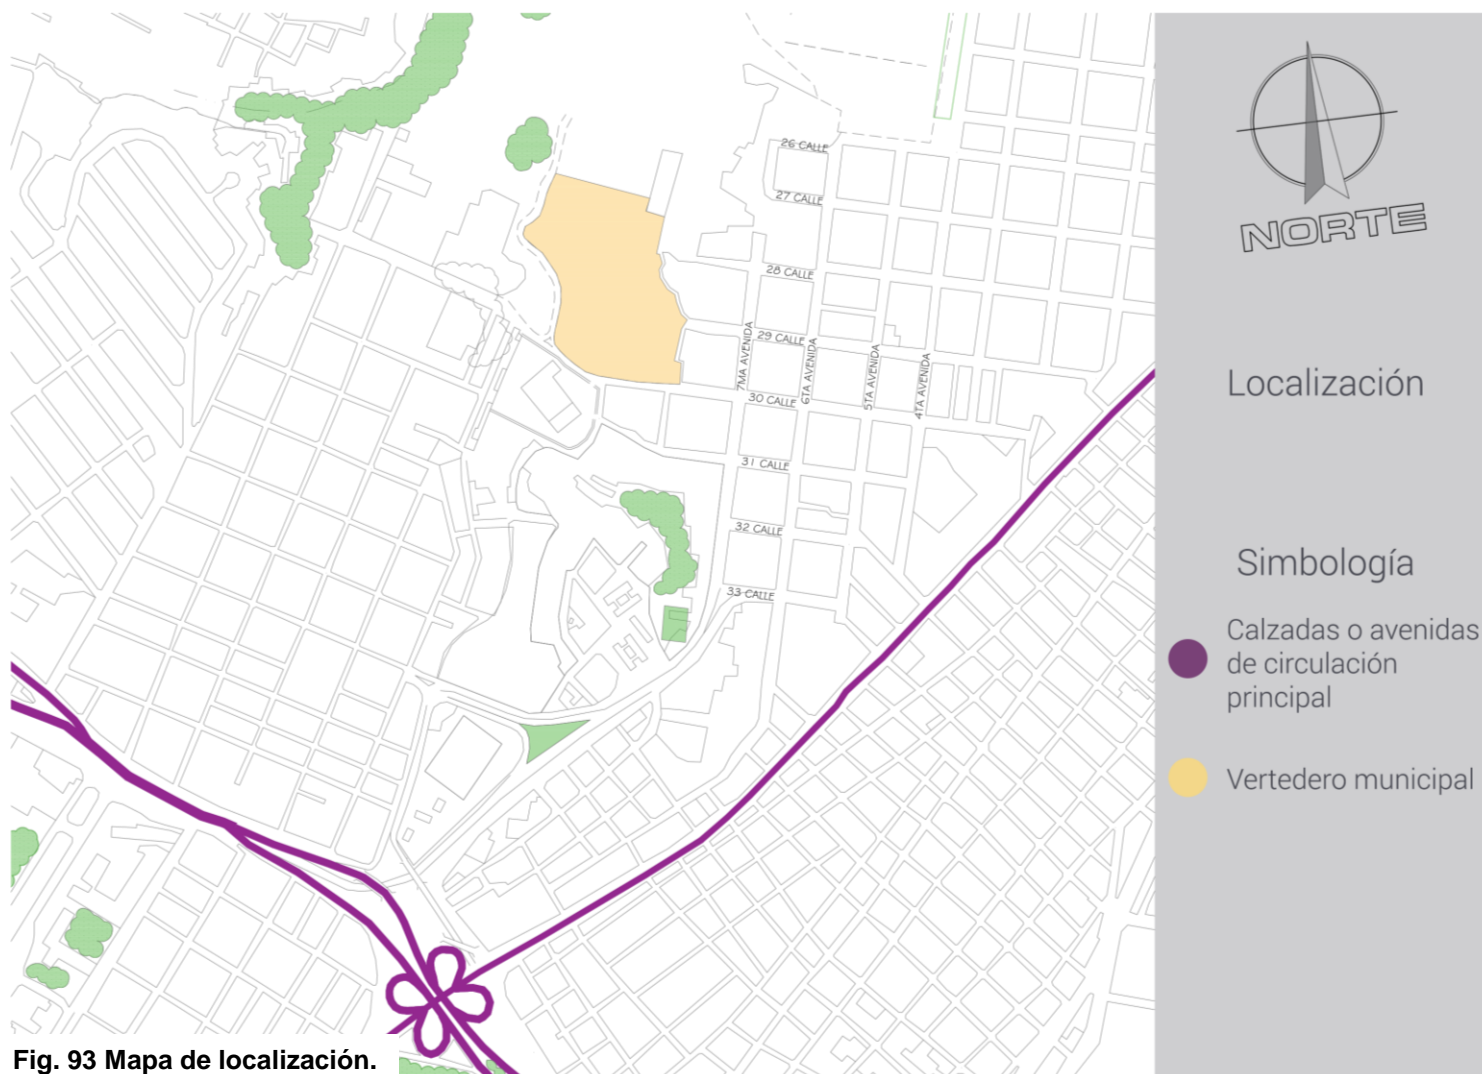 26 CALLE
27 CALLE
28 CALLE
29 CALLE
7MA AVENIDA
6TA AVENIDA
5TA AVENIDA
4TA AVENIDA
30 CALLE
31 CALLE
32 CALLE
33 CALLE
NORTE
Localización
Simbología
Calzadas o avenidas
de circulación
principal
Vertedero municipal
Fig. 93 Mapa de localización.